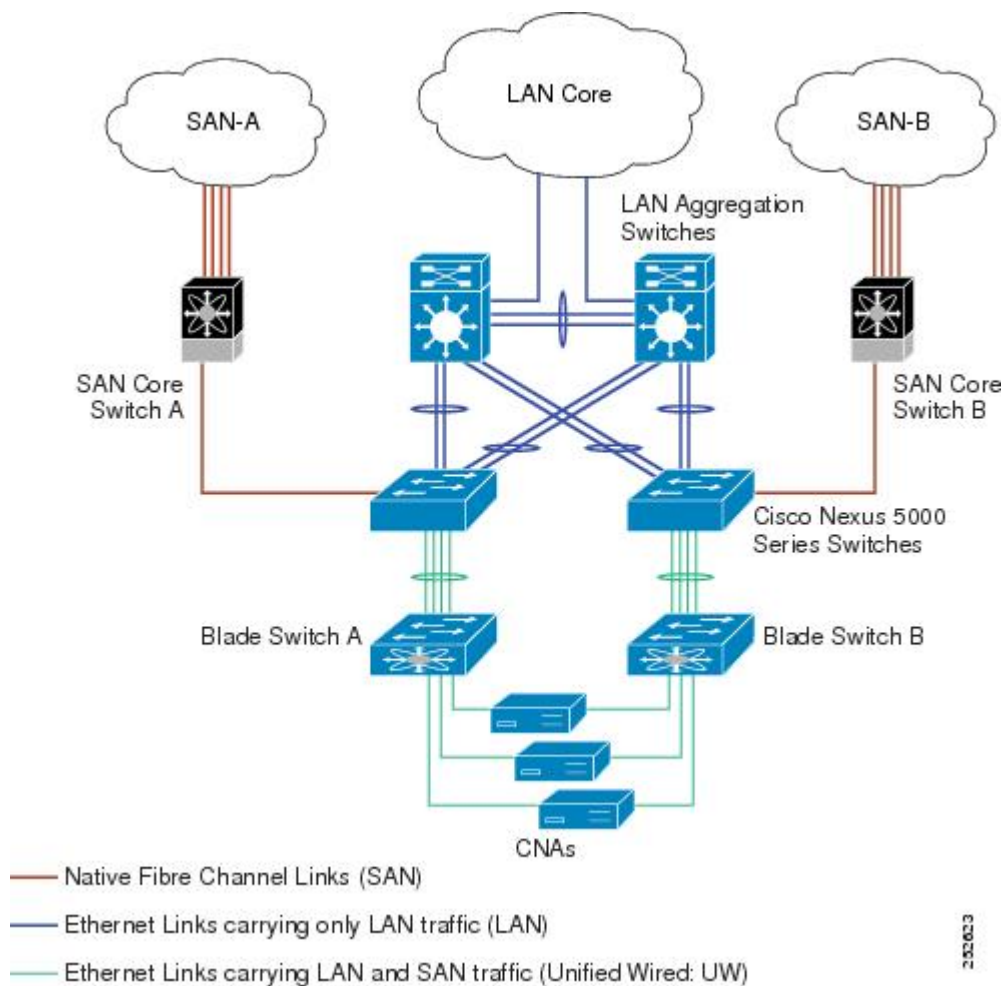 SAN-A
LAN Core
SAN-B
LAN Aggregation
Switches
SAN Core
Switch A
SAN Core
Switch B
Cisco Nexus 5000
Series Switches
Blade Switch A
Blade Switch B
CNAs
Native Fibre Channel Links (SAN)
Ethernet Links carrying only LAN traffic (LAN)
Ethernet Links carrying LAN and SAN traffic (Unified Wired: UW)
252623